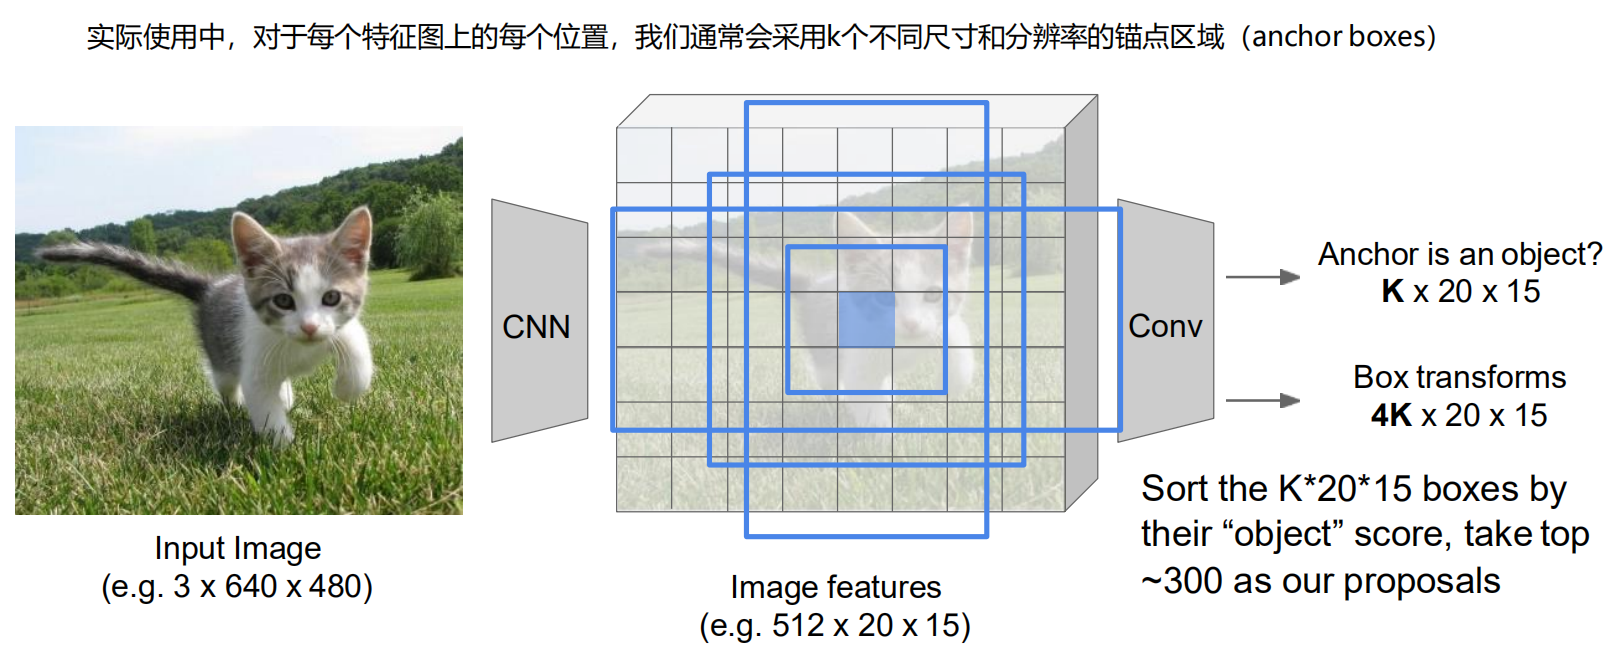 实际使用中，对于每个特征图上的每个位置，我们通常会采用k个不同尺寸和分辨率的锚点区域（anchor boxes）
CNN
Conv
Anchor is an object?
K x 20 x 15
Box transforms
4K x 20 x 15
Sort the K*20*15 boxes by
their “object” score, take top
~300 as our proposals
Input Image
(e.g. 3 x 640 x 480)
Image features
(e.g. 512 x 20 x 15)